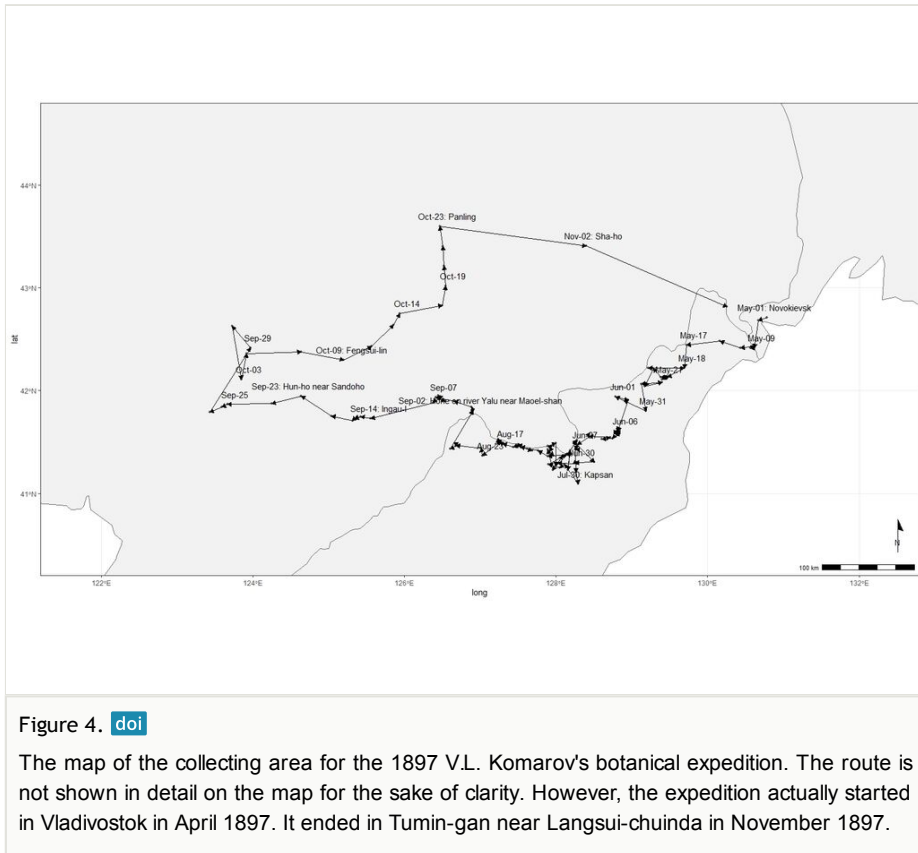 Oct-23: Panling
Nov-02: Sha-ho
Oct-19
Oct-14
May-01: Novokievsk
May-09
May-17
May-18
May-2
Sep-29
Oct-09: Fengsui-lin
Oct-03
Sep-23: Hun-ho near Sandoho
Sep-07
Jun-01
Sep-25
Sep-14: Ingau-I
Sep-02: on river Yalu near Maoel-shan
May-31
Jun-06
Aug-17
Jun-07
Aug-23
Jul-30: Kapsan
44°N
43°N
42°N
41°N
lat
122°E
124°E
126°E
128°E
130°E
132°E
long
N
100 km
Figure 4. doi
The map of the collecting area for the 1897 V.L. Komarov's botanical expedition. The route is
not shown in detail on the map for the sake of clarity. However, the expedition actually started
in Vladivostok in April 1897. It ended in Tumin-gan near Langsui-chuinda in November 1897.